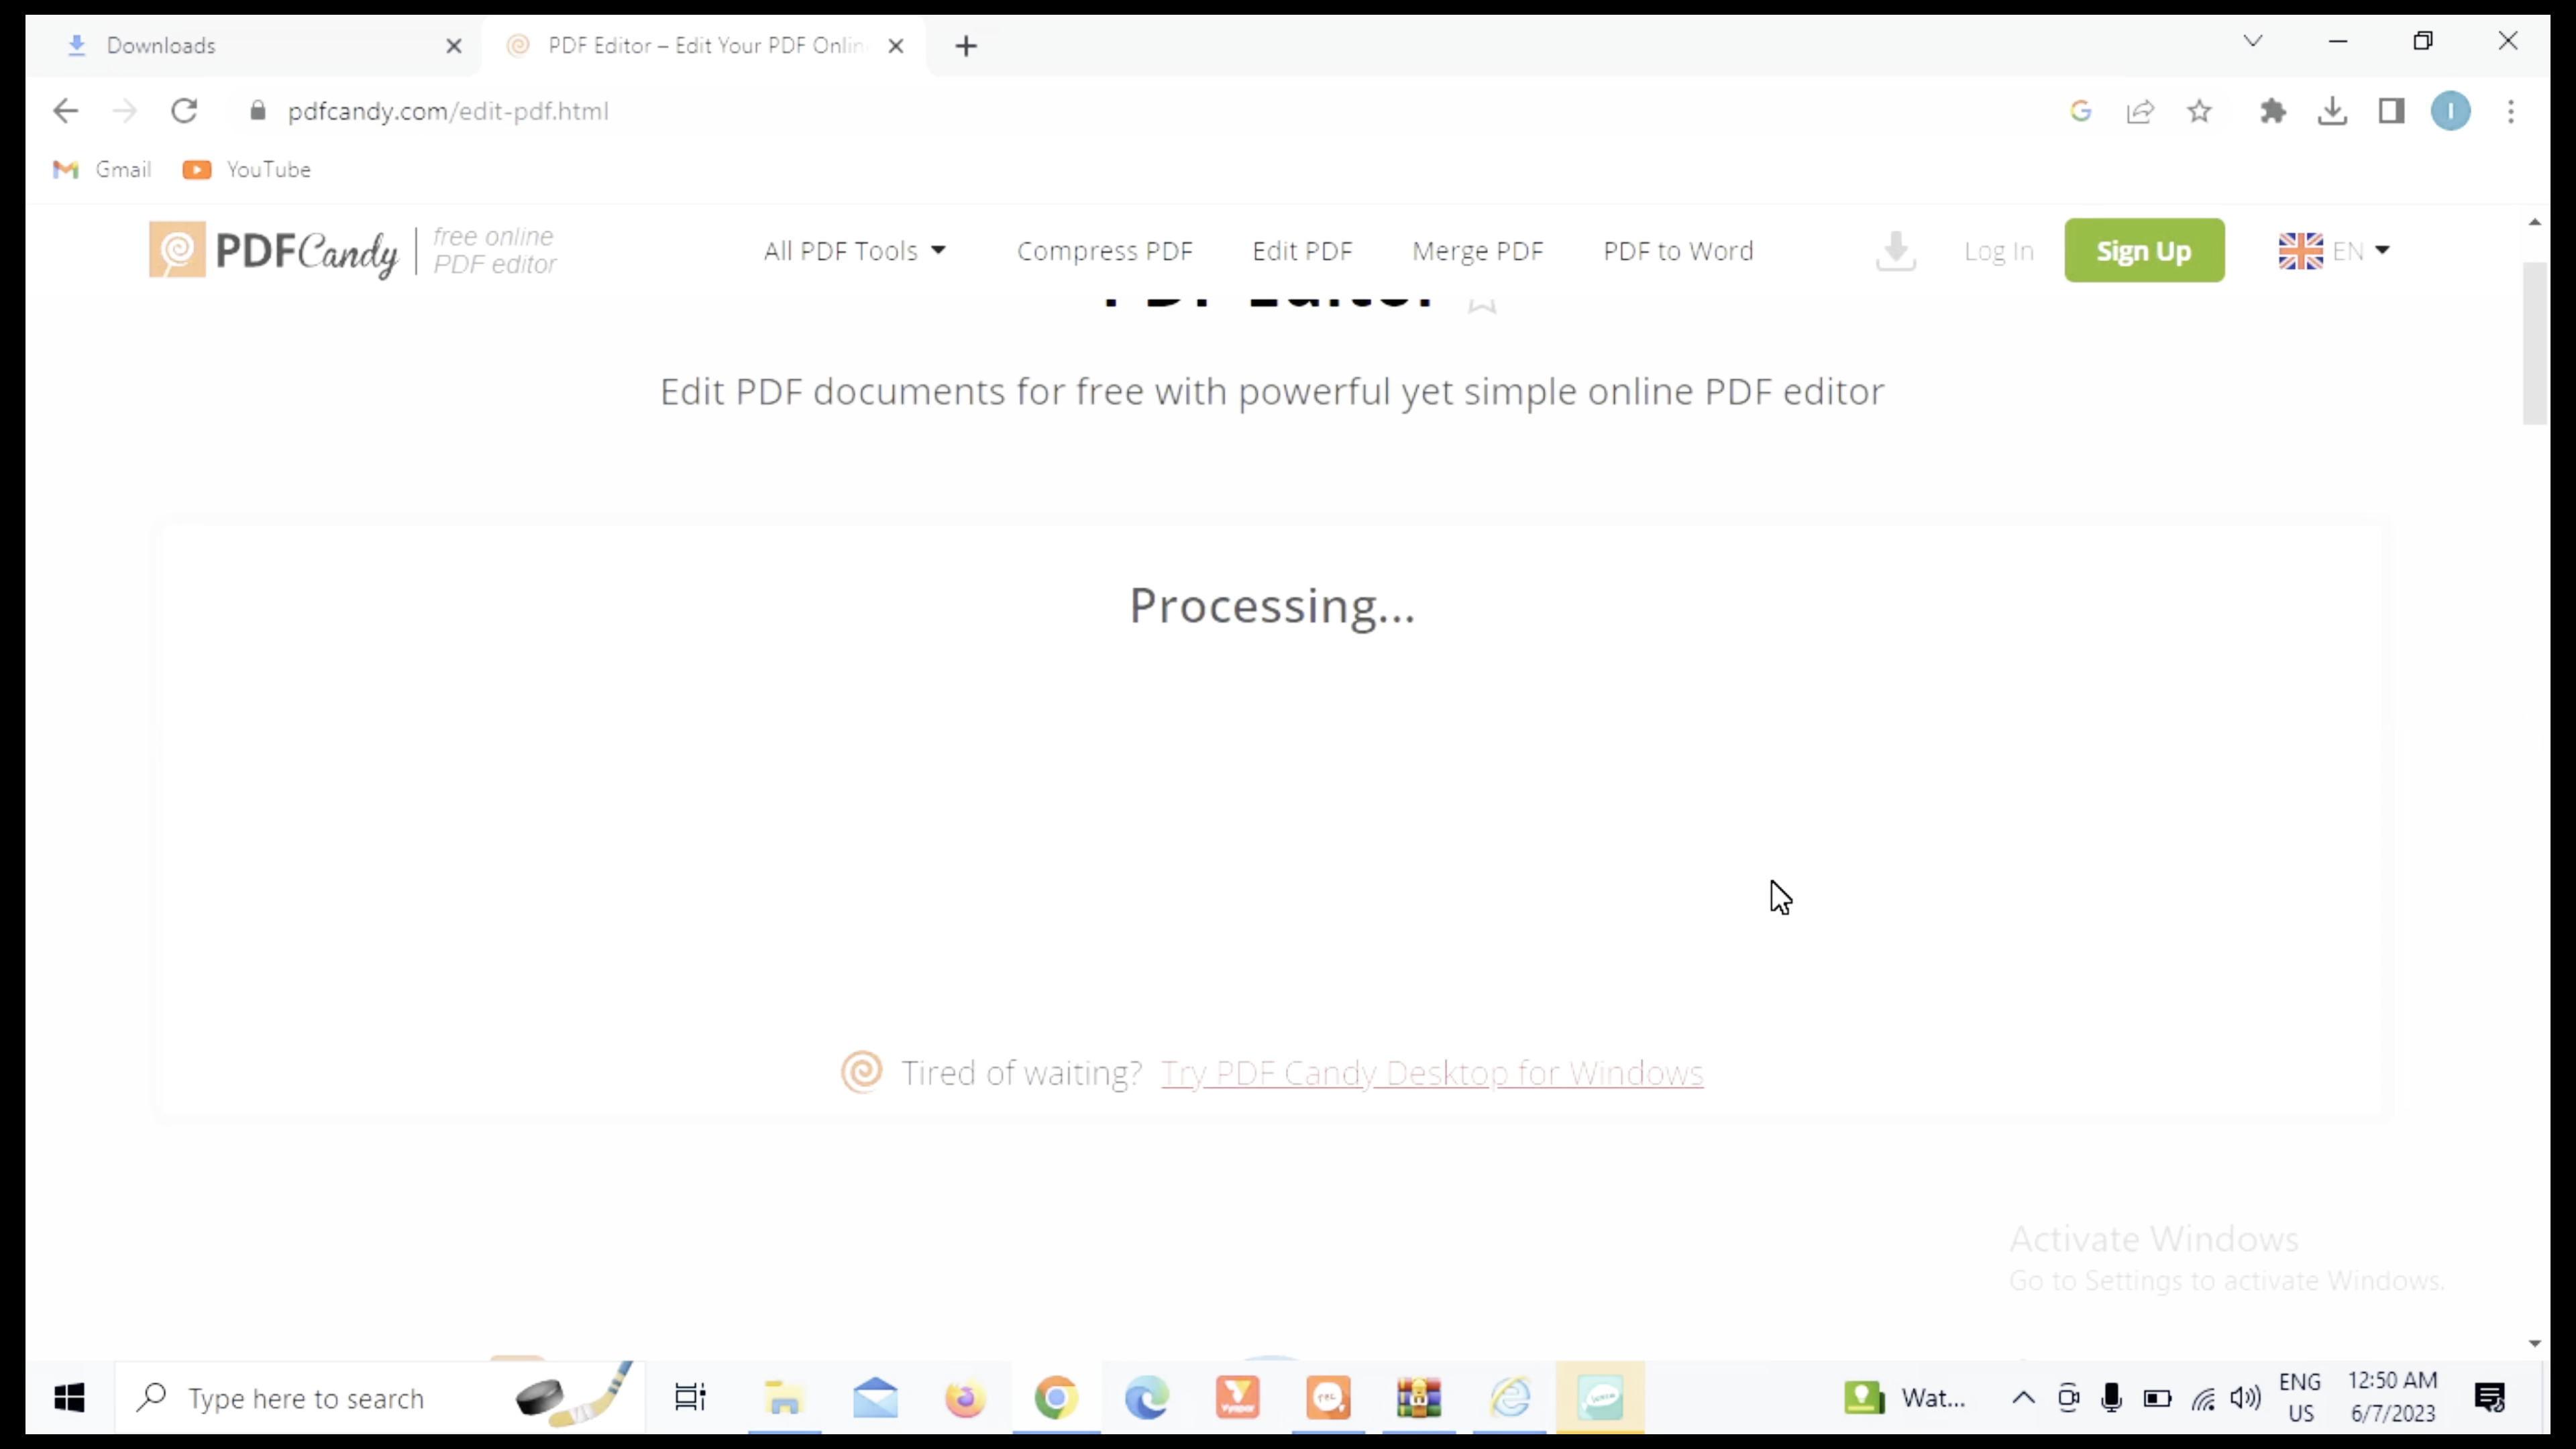 Downloads
PDF Editor – Edit Your PDF Onlin
pdfcandy.com/edit-pdf.html
Gmail YouTube
PDFCandy free online PDF editor
All PDF Tools Compress PDF Edit PDF Merge PDF PDF to Word Log In Sign Up EN
PDF Editor
Edit PDF documents for free with powerful yet simple online PDF editor
Processing...
Tired of waiting? Try PDF Candy Desktop for Windows
Activate Windows
Go to Settings to activate Windows.
Type here to search
Wat...
ENG
US
12:50 AM
6/7/2023